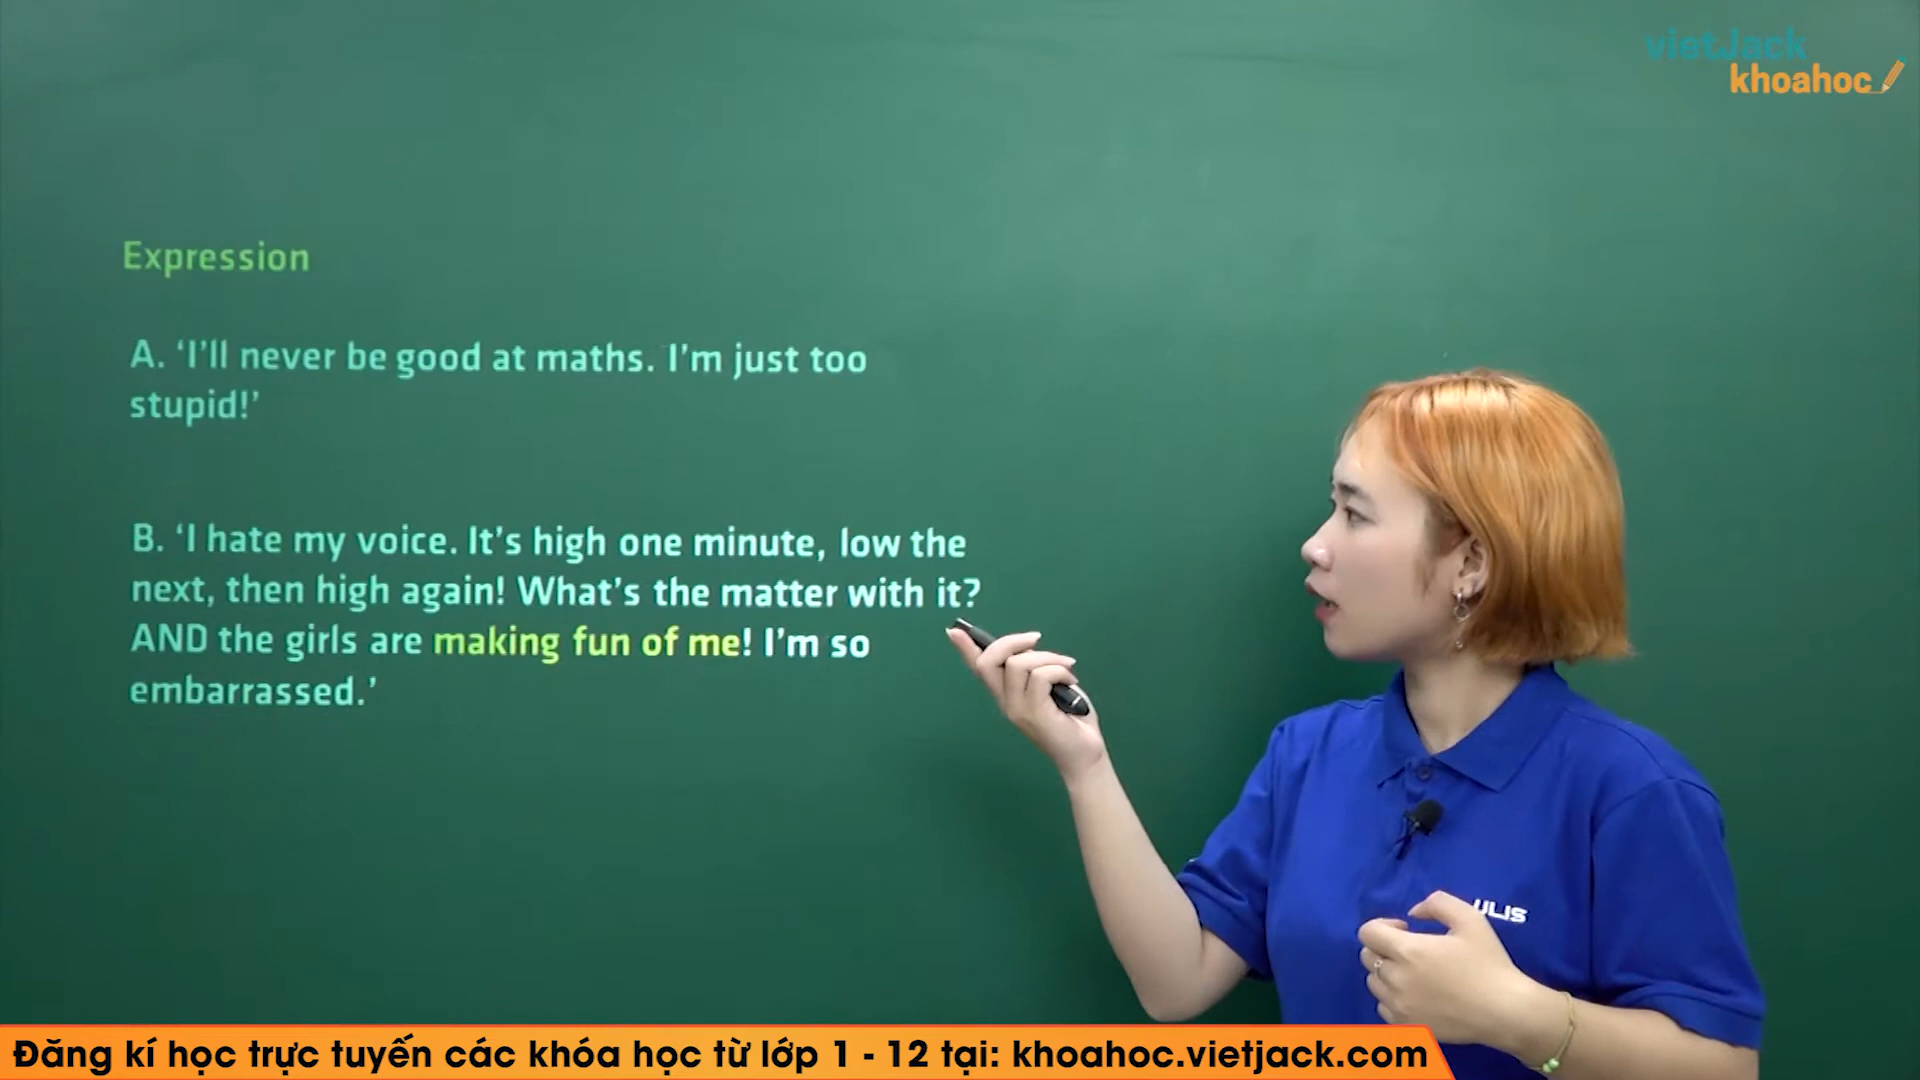 vietJack
khoahoc
Expression
A. ‘I’ll never be good at maths. I’m just too
stupid!’
B. ‘I hate my voice. It’s high one minute, low the
next, then high again! What’s the matter with it?
AND the girls are making fun of me! I’m so
embarrassed.’
ULIS
Đăng kí học trực tuyến các khóa học từ lớp 1 - 12 tại: khoahoc.vietjack.com